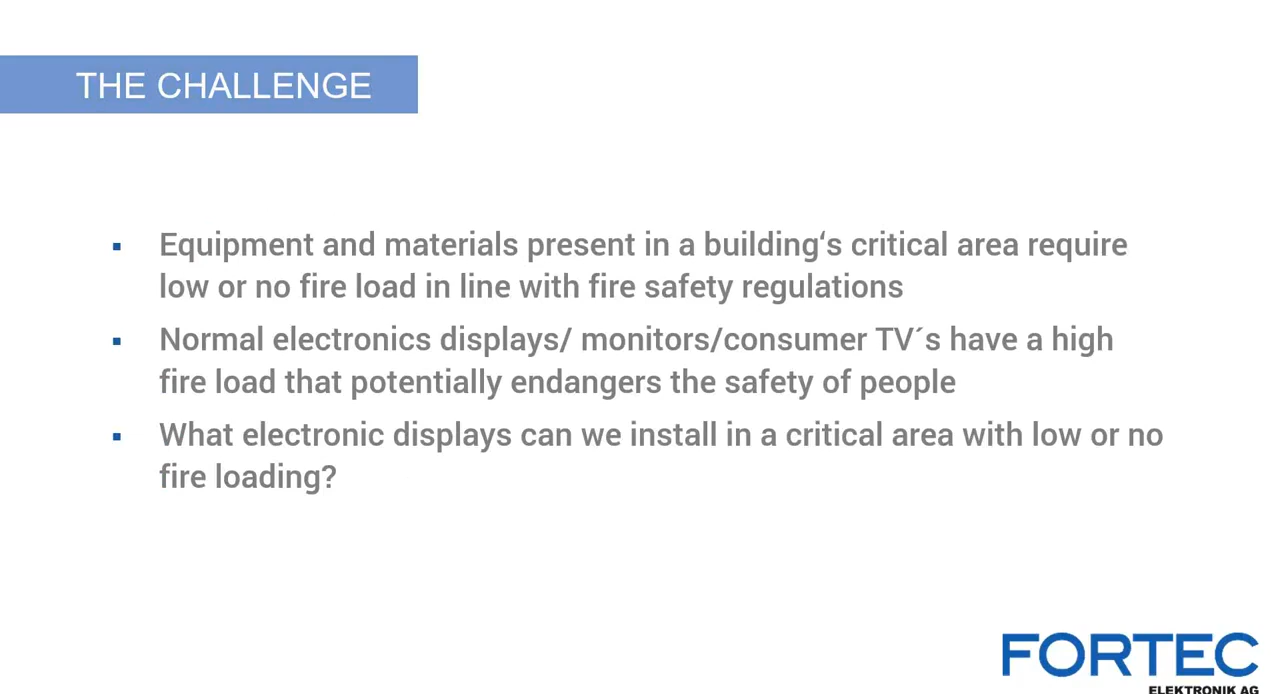 THE CHALLENGE
▪ Equipment and materials present in a building‘s critical area require
low or no fire load in line with fire safety regulations
▪ Normal electronics displays/ monitors/consumer TV´s have a high
fire load that potentially endangers the safety of people
▪ What electronic displays can we install in a critical area with low or no
fire loading?
FORTEC
ELEKTRONIK AG